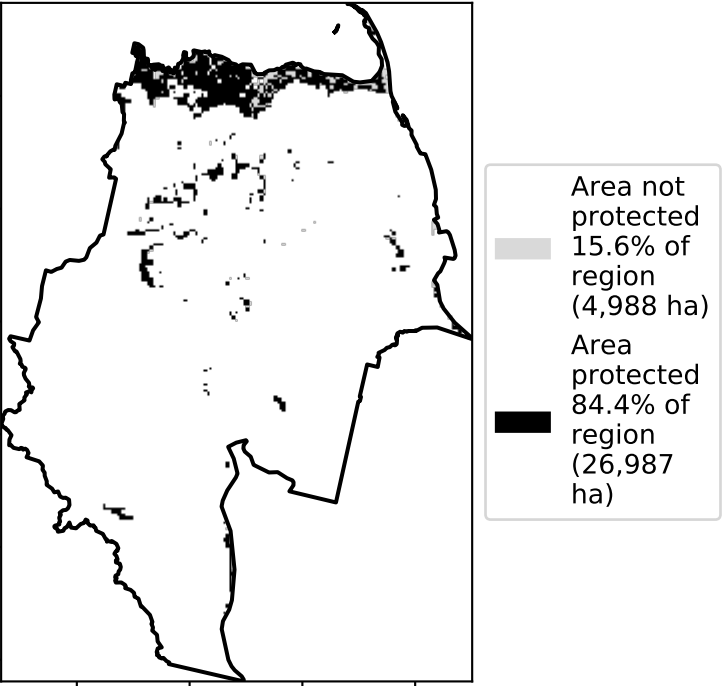 Area not
protected
15.6% of
region
(4,988 ha)
Area
protected
84.4% of
region
(26,987
ha)